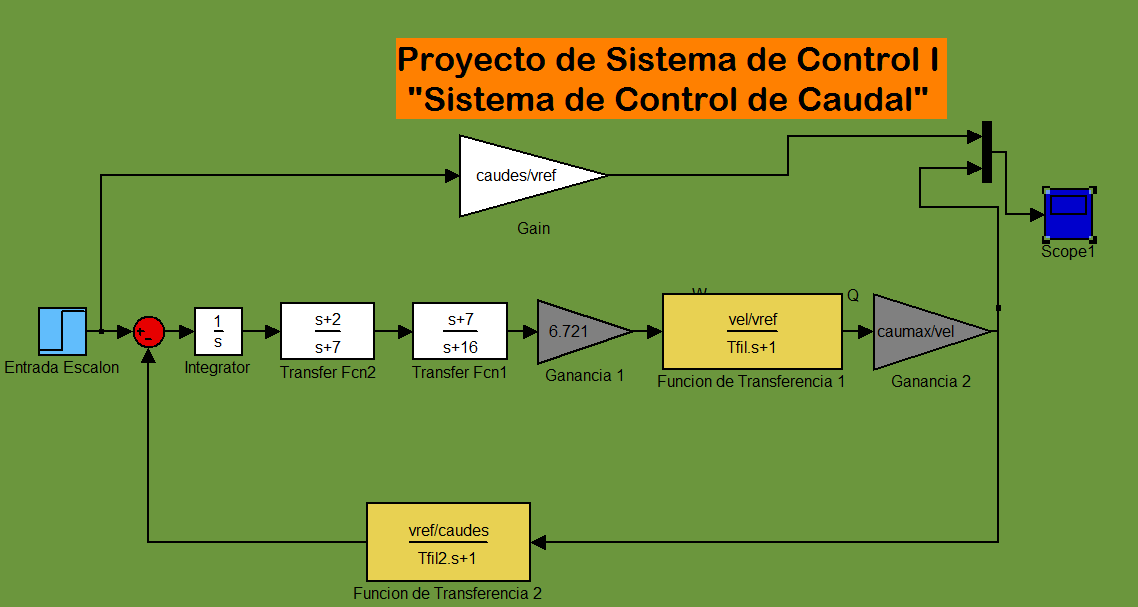 Proyecto de Sistema de Control I
"Sistema de Control de Caudal"
caudes/vref
Gain
Scope1
W
Q
Entrada Escalon
+
-
1
s
Integrator
s+2
s+7
Transfer Fcn2
s+7
s+16
Transfer Fcn1
6.721
Ganancia 1
vel/vref
Tfil.s+1
Funcion de Transferencia 1
caumax/vel
Ganancia 2
vref/caudes
Tfil2.s+1
Funcion de Transferencia 2